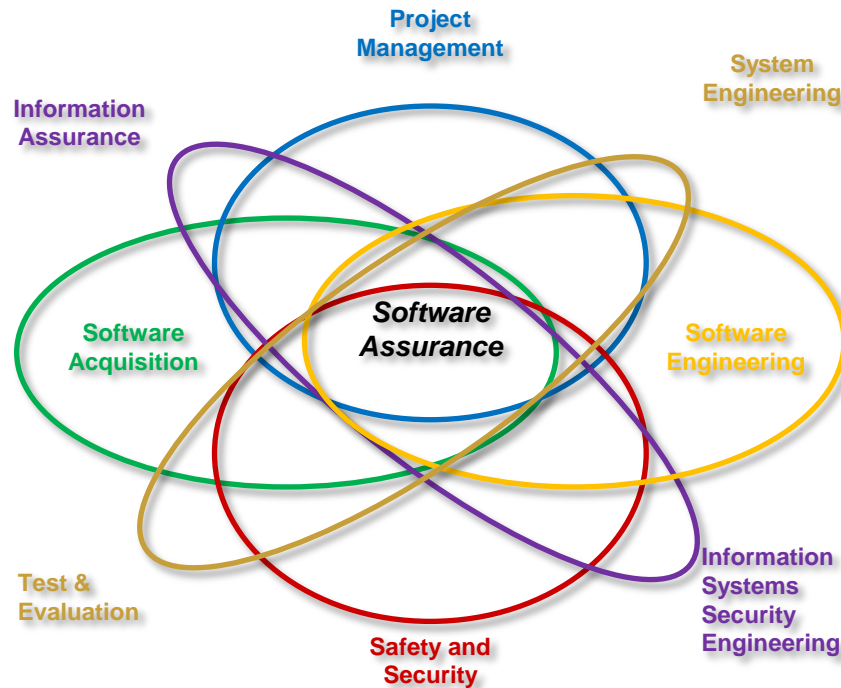 Project
Management
System
Engineering
Information
Assurance
Software
Assurance
Software
Acquisition
Software
Engineering
Test &
Evaluation
Information
Systems
Security
Engineering
Safety and
Security